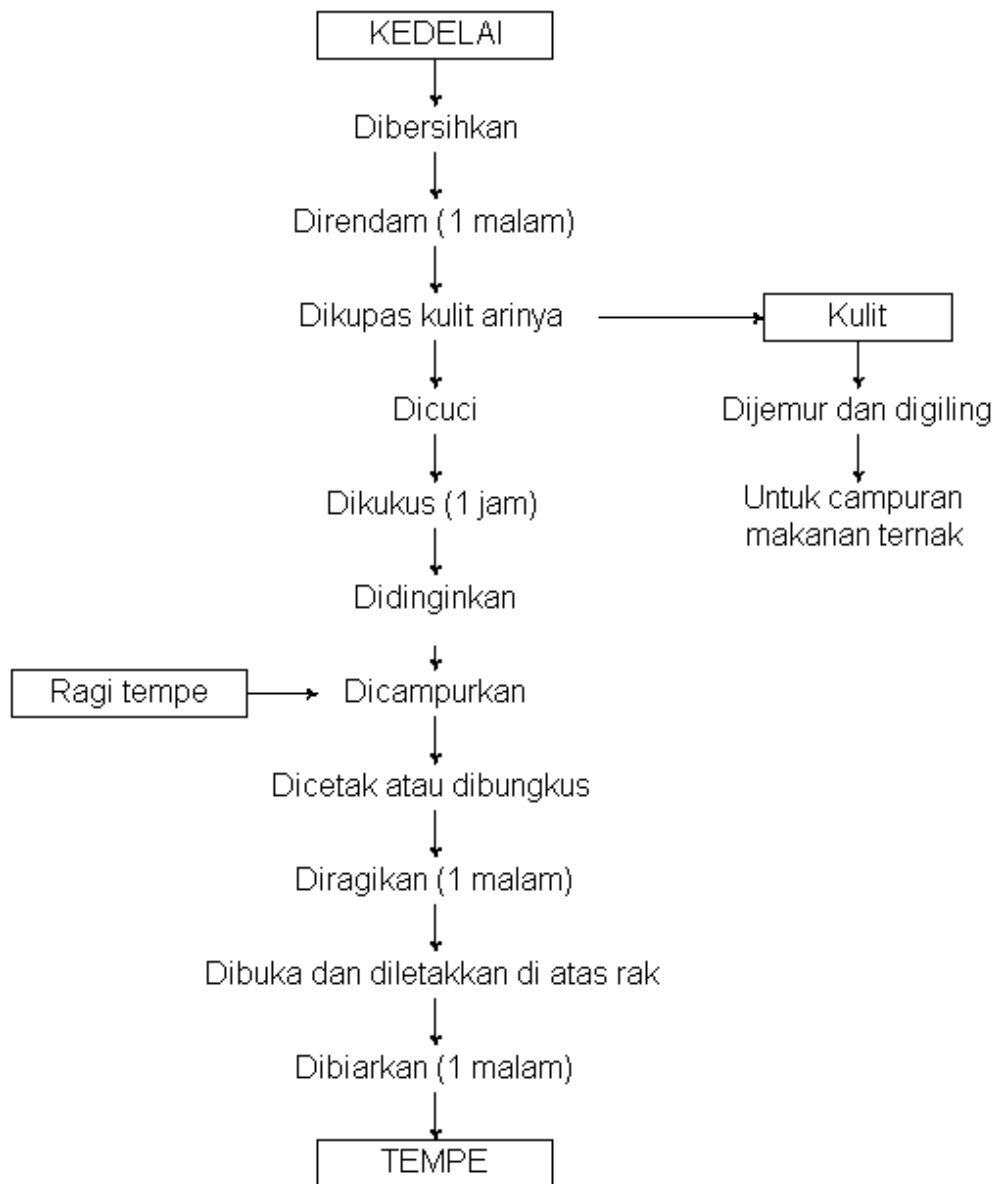 KEDELAI
Dibersihkan
Direndam (1 malam)
Dikupas kulit arinya
Kulit
Dicuci
Dijemur dan digiling
Dikukus (1 jam)
Untuk campuran
makanan ternak
Didinginkan
Ragi tempe
Dicampurkan
Dicetak atau dibungkus
Diragikan (1 malam)
Dibuka dan diletakkan di atas rak
Dibiarkan (1 malam)
TEMPE